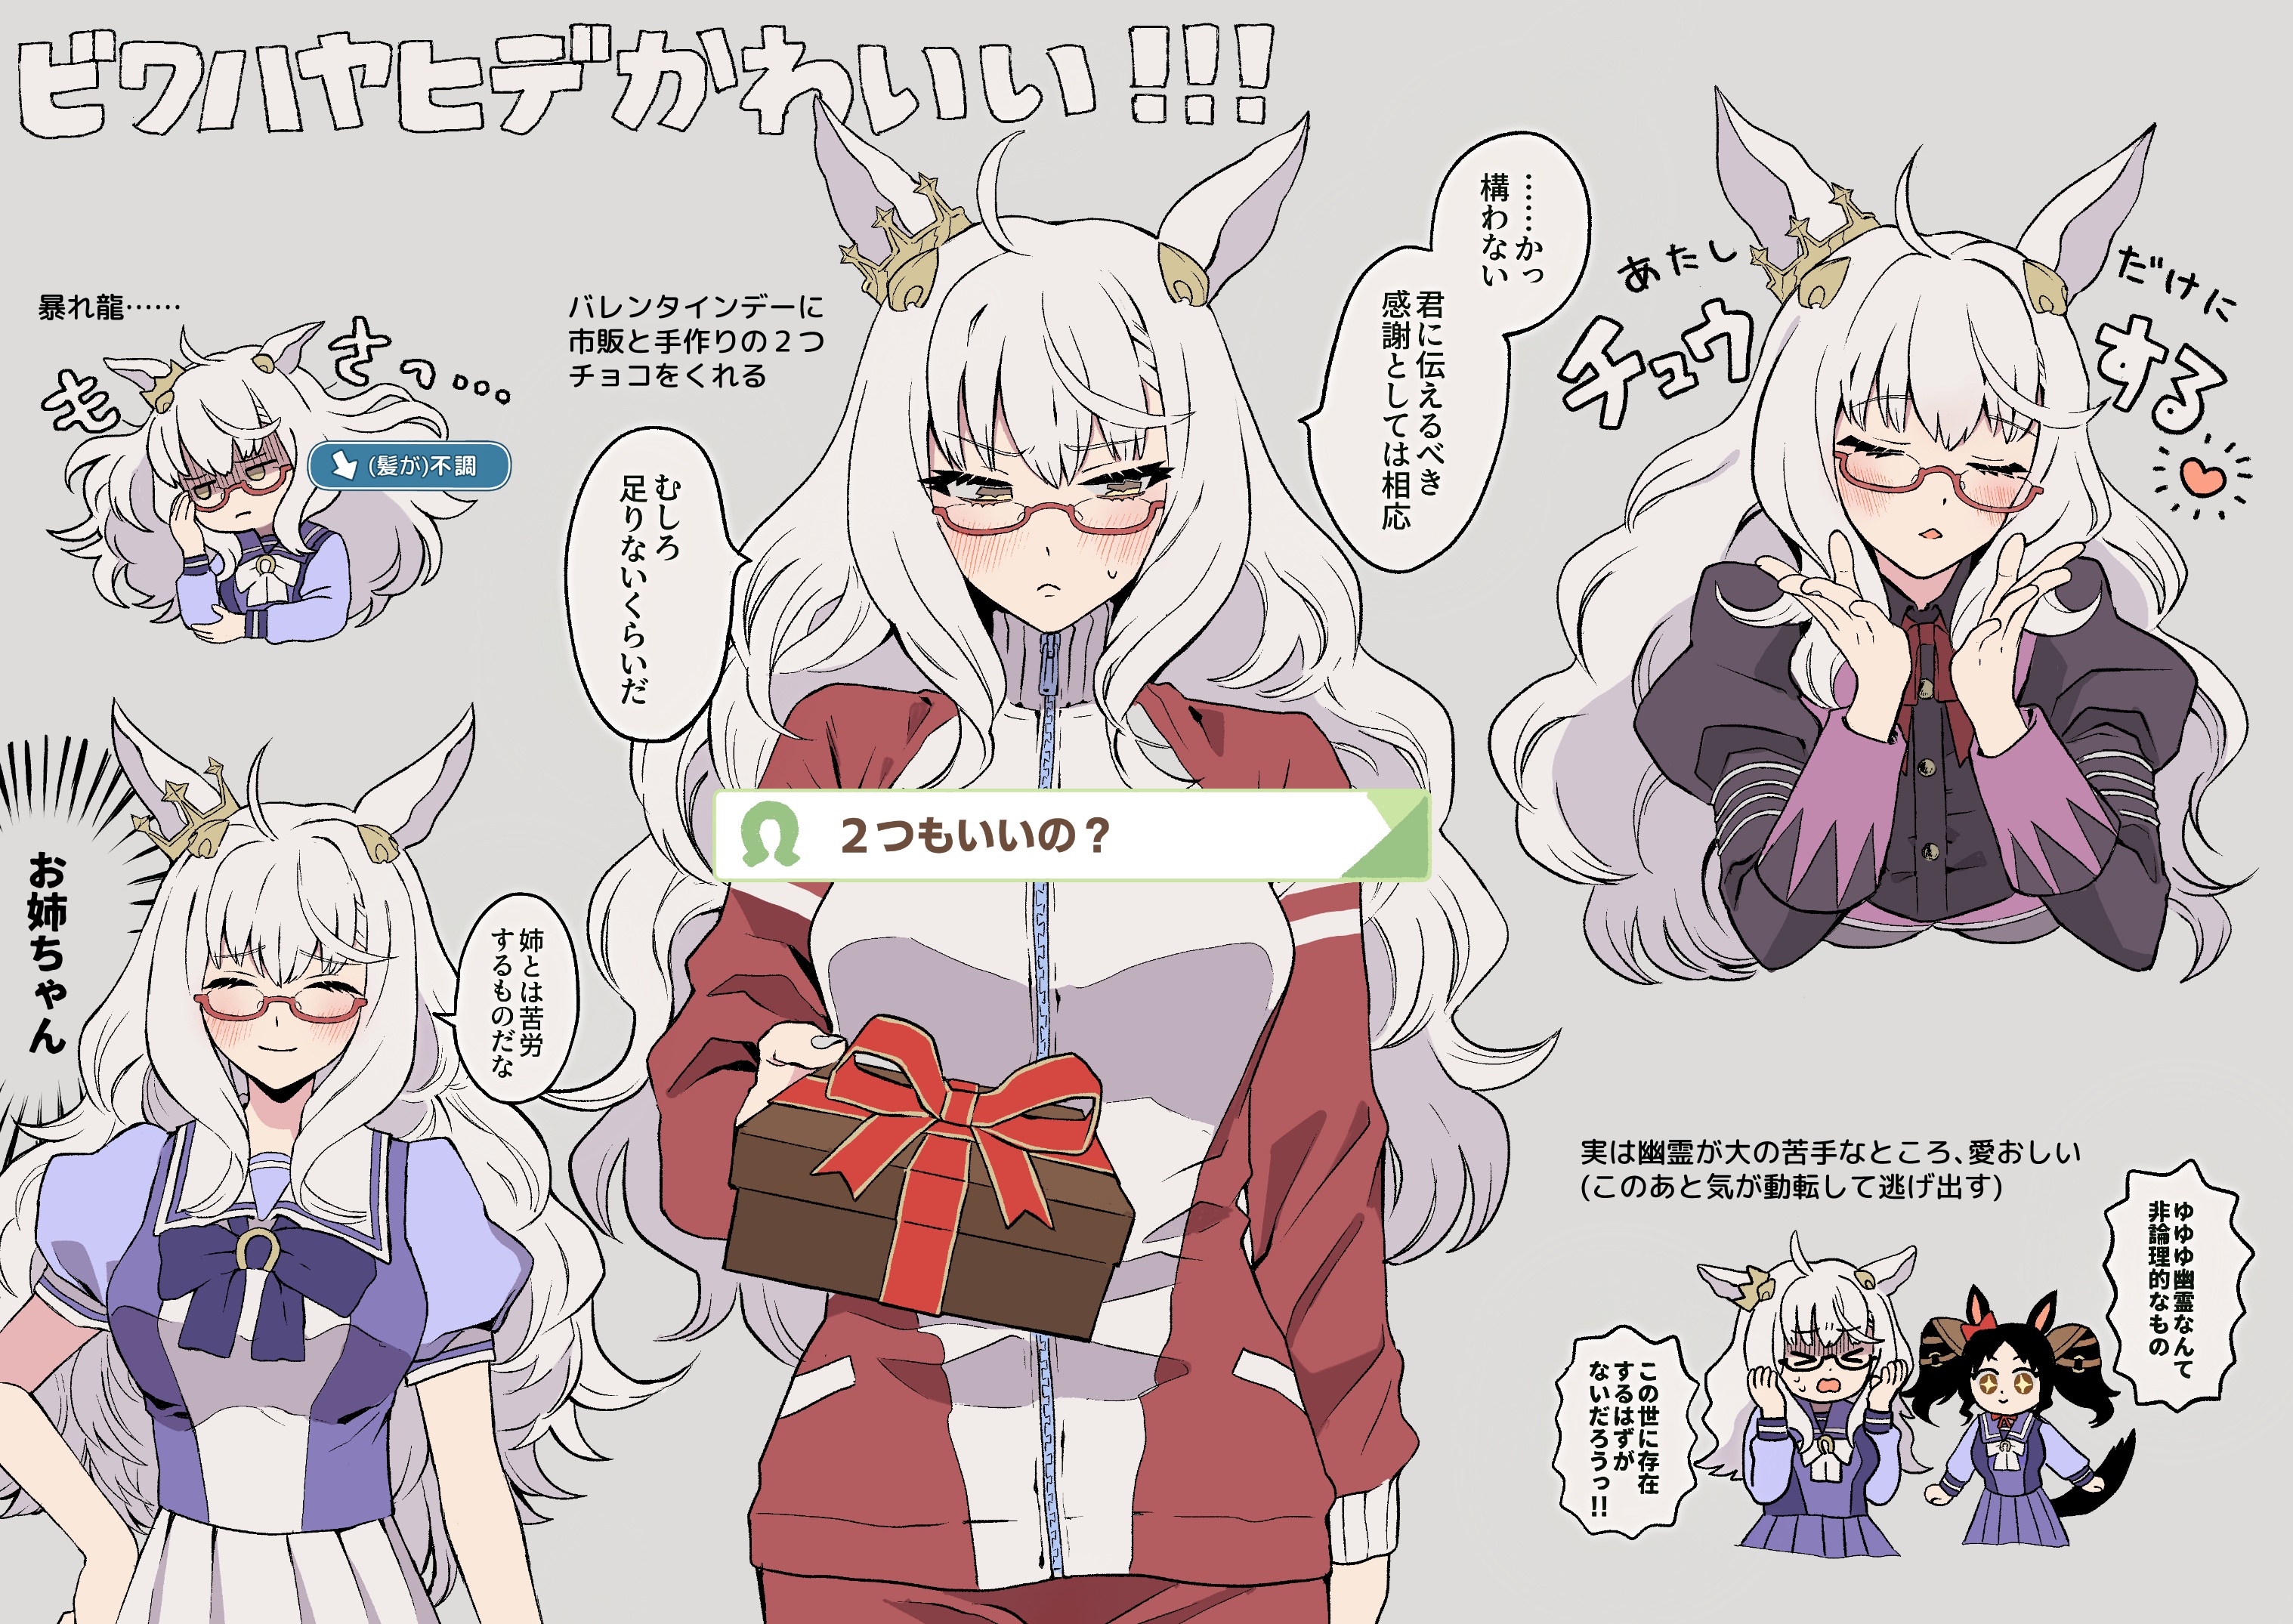 ビワハヤヒデかわいい!!!
暴れ龍……
もさっ…
(髪が)不調
バレンタインデーに
市販と手作りの２つ
チョコをくれる
２つもいいの？
……かっ
構わない
君に伝えるべき
感謝としては相応
むしろ
足りないくらいだ
あたし
だけに
チュウ
する
お姉ちゃん
姉とは苦労
するものだな
実は幽霊が大の苦手なところ、愛おしい
(このあと気が動転して逃げ出す)
ゆゆゆ幽霊なんて
非論理的なもの
この世に存在
するはずが
ないだろうっ!!